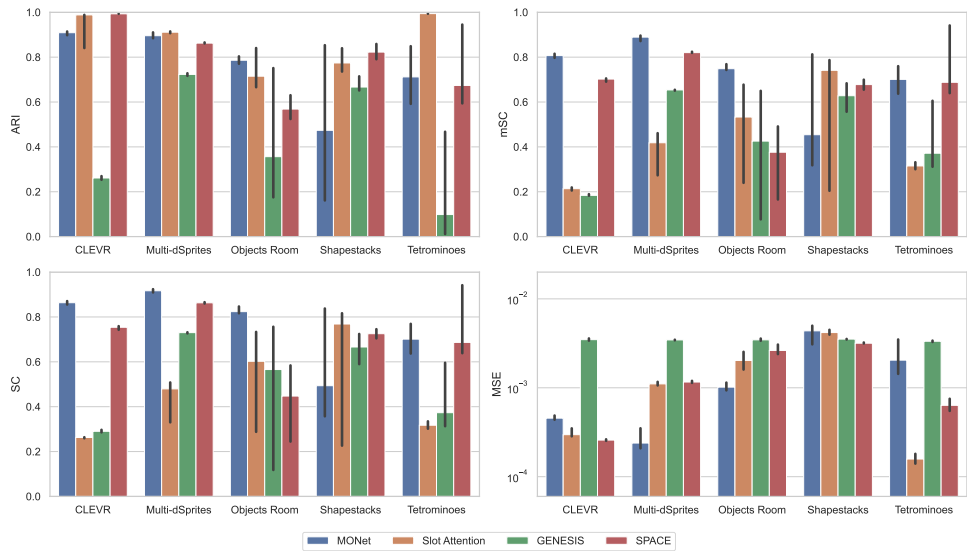 1.0
0.8
0.6
0.4
0.2
0.0
ARI
CLEVR Multi-dSprites Objects Room Shapestacks Tetrominoes
1.0
0.8
0.6
0.4
0.2
0.0
mSC
CLEVR Multi-dSprites Objects Room Shapestacks Tetrominoes
1.0
0.8
0.6
0.4
0.2
0.0
SC
CLEVR Multi-dSprites Objects Room Shapestacks Tetrominoes
10⁻²
10⁻³
10⁻⁴
MSE
CLEVR Multi-dSprites Objects Room Shapestacks Tetrominoes
MONet Slot Attention GENESIS SPACE